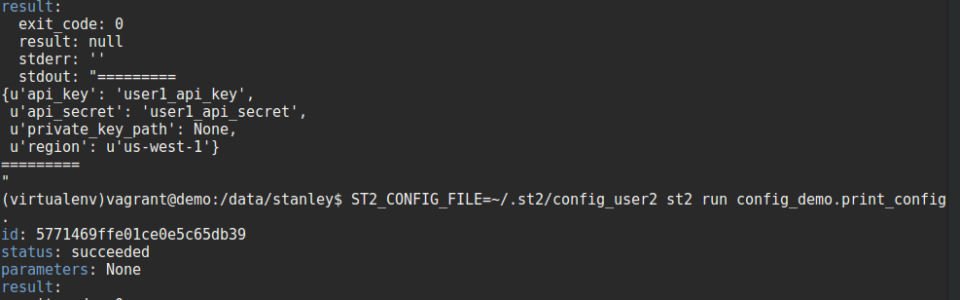 result:
  exit_code: 0
  result: null
  stderr: ''
  stdout: "=========
{u'api_key': 'user1_api_key',
 u'api_secret': 'user1_api_secret',
 u'private_key_path': None,
 u'region': u'us-west-1'}
=========
"
(virtualenv)vagrant@demo:/data/stanley$ ST2_CONFIG_FILE=~/.st2/config_user2 st2 run config_demo.print_config
.
id: 5771469ffe01ce0e5c65db39
status: succeeded
parameters: None
result: